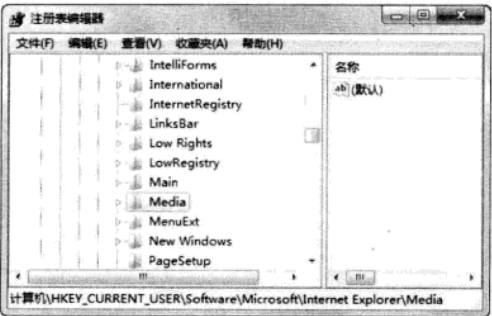 注册表编辑器
文件(F) 编辑(E) 查看(V) 收藏夹(A) 帮助(H)
IntelliForms
International
InternetRegistry
LinksBar
Low Rights
LowRegistry
Main
Media
MenuExt
New Windows
PageSetup
名称
ab (默认)
计算机\HKEY_CURRENT_USER\Software\Microsoft\Internet Explorer\Media